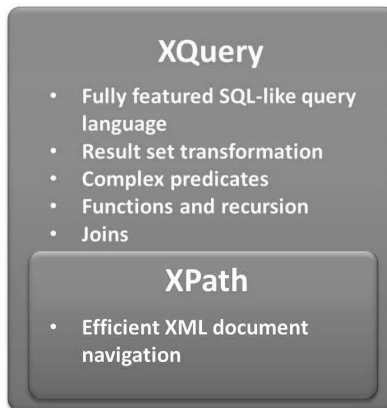 XQuery
• Fully featured SQL-like query
language
• Result set transformation
• Complex predicates
• Functions and recursion
• Joins
XPath
• Efficient XML document
navigation